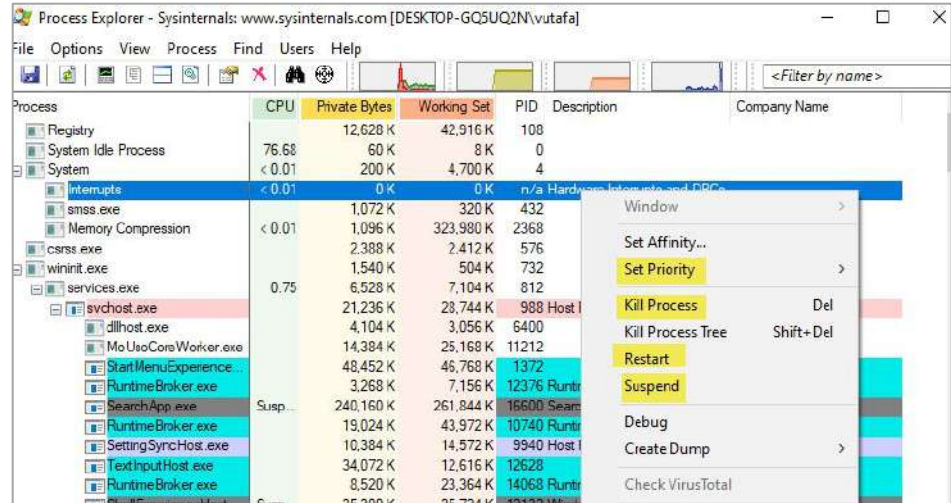 Process Explorer - Sysinternals: www.sysinternals.com [DESKTOP-GQ5UQ2N\vutafa]
File Options View Process Find Users Help
<Filter by name>
Process CPU Private Bytes Working Set PID Description Company Name
Registry 12,628 K 42,916 K 108
System Idle Process 76.68 60 K 8 K 0
System < 0.01 200 K 4,700 K 4
Interrupts < 0.01 0 K 0 K n/a Hardware Interrupts and DPCs
smss.exe 1,072 K 320 K 432
Window
Memory Compression < 0.01 1,096 K 323,980 K 2368
csrss.exe 2,388 K 2,412 K 576
Set Affinity...
wininit.exe 1,540 K 504 K 732
Set Priority
services.exe 0.75 6,528 K 7,104 K 812
svchost.exe 21,236 K 28,744 K 988 Host
Kill Process Del
dllhost.exe 4,104 K 3,056 K 6400
Kill Process Tree Shift+Del
MoUsoCoreWorker.exe 14,384 K 25,168 K 11212
Restart
StartMenuExperience... 48,452 K 46,768 K 1372
RuntimeBroker.exe 3,268 K 7,156 K 12376 Runti
Suspend
SearchApp.exe Susp... 240,160 K 261,844 K 16600 Searc
RuntimeBroker.exe 19,024 K 43,972 K 10740 Runti
Debug
SettingSyncHost.exe 10,384 K 14,572 K 9940 Host
Create Dump
TextInputHost.exe 34,072 K 12,616 K 12628
RuntimeBroker.exe 8,520 K 23,364 K 14068 Runti
Check VirusTotal